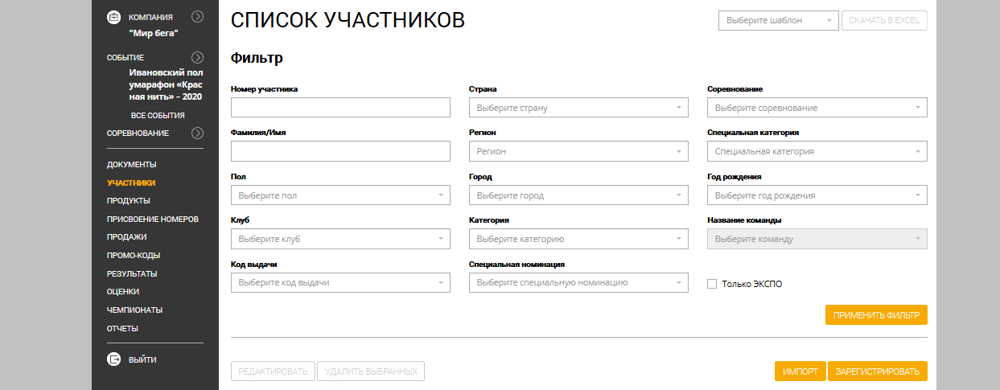 КОМПАНИЯ
"Мир бега"
СОБЫТИЕ
Ивановский пол
умарафон «Крас
ная нить» – 2020
ВСЕ СОБЫТИЯ
СОРЕВНОВАНИЕ
ДОКУМЕНТЫ
УЧАСТНИКИ
ПРОДУКТЫ
ПРИСВОЕНИЕ НОМЕРОВ
ПРОДАЖИ
ПРОМО-КОДЫ
РЕЗУЛЬТАТЫ
ОЦЕНКИ
ЧЕМПИОНАТЫ
ОТЧЕТЫ
ВЫЙТИ
СПИСОК УЧАСТНИКОВ
Выберите шаблон
СКАЧАТЬ В EXCEL
Фильтр
Номер участника
Страна
Соревнование
Выберите страну
Выберите соревнование
Фамилия/Имя
Регион
Специальная категория
Регион
Специальная категория
Пол
Город
Год рождения
Выберите пол
Выберите город
Выберите год рождения
Клуб
Категория
Название команды
Выберите клуб
Выберите категорию
Выберите команду
Код выдачи
Специальная номинация
Выберите код выдачи
Выберите специальную номинацию
Только ЭКСПО
ПРИМЕНИТЬ ФИЛЬТР
РЕДАКТИРОВАТЬ
УДАЛИТЬ ВЫБРАННЫХ
ИМПОРТ
ЗАРЕГИСТРИРОВАТЬ